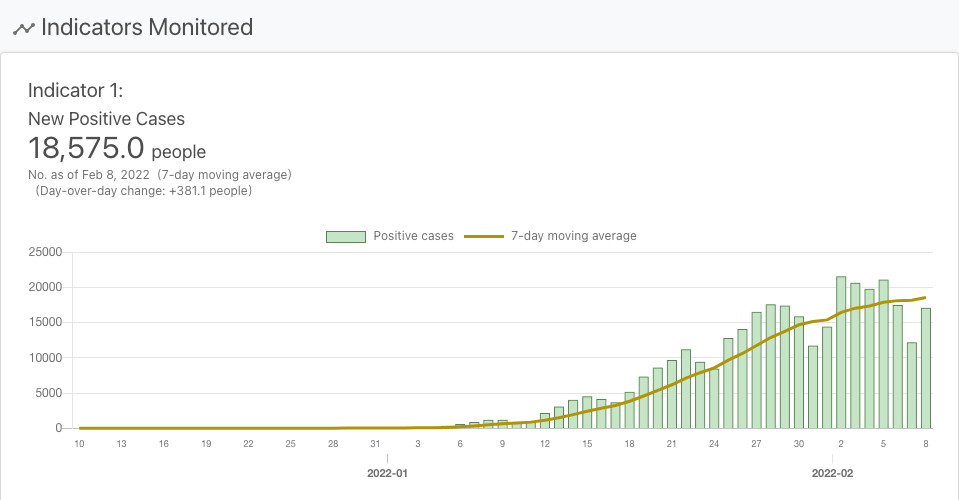 Indicators Monitored
Indicator 1:
New Positive Cases
18,575.0 people
No. as of Feb 8, 2022 (7-day moving average)
(Day-over-day change: +381.1 people)
Positive cases 7-day moving average
25000
20000
15000
10000
5000
0
10 13 16 19 22 25 28 31 3 6 9 12 15 18 21 24 27 30 2 5 8
2022-01 2022-02